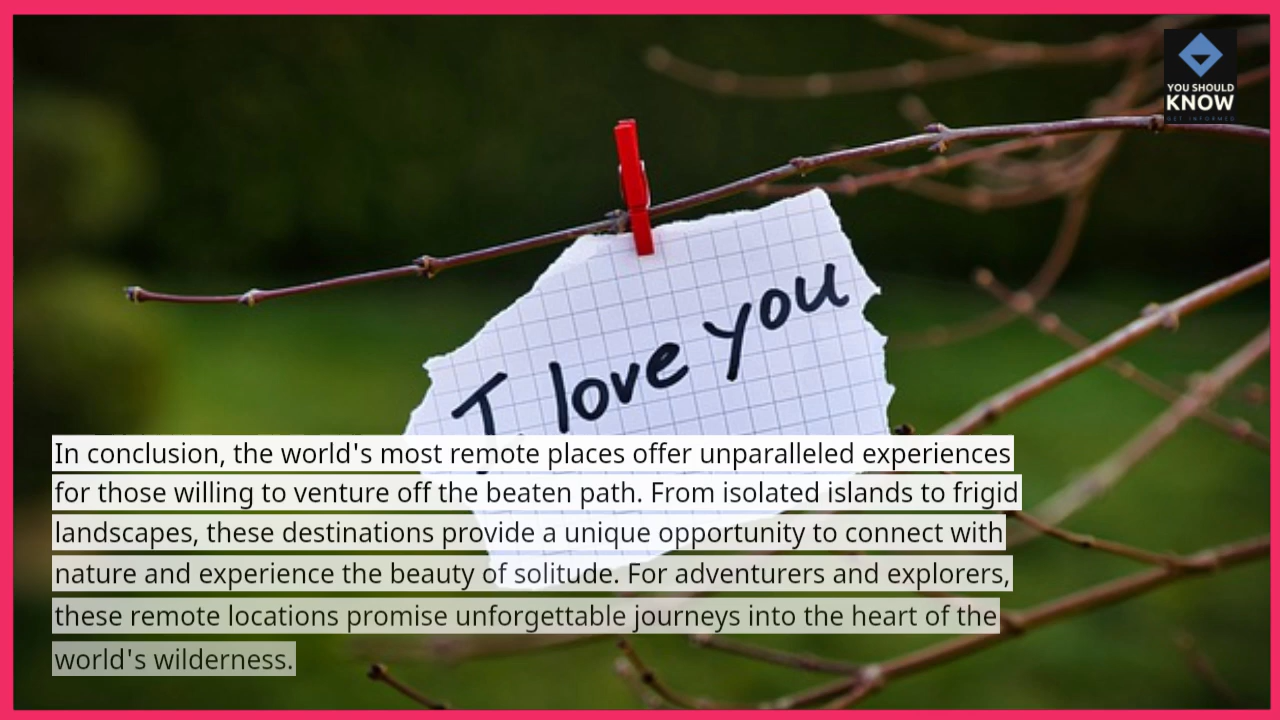 YOU SHOULD
KNOW
GET INFORMED
I love you
In conclusion, the world's most remote places offer unparalleled experiences
for those willing to venture off the beaten path. From isolated islands to frigid
landscapes, these destinations provide a unique opportunity to connect with
nature and experience the beauty of solitude. For adventurers and explorers,
these remote locations promise unforgettable journeys into the heart of the
world's wilderness.